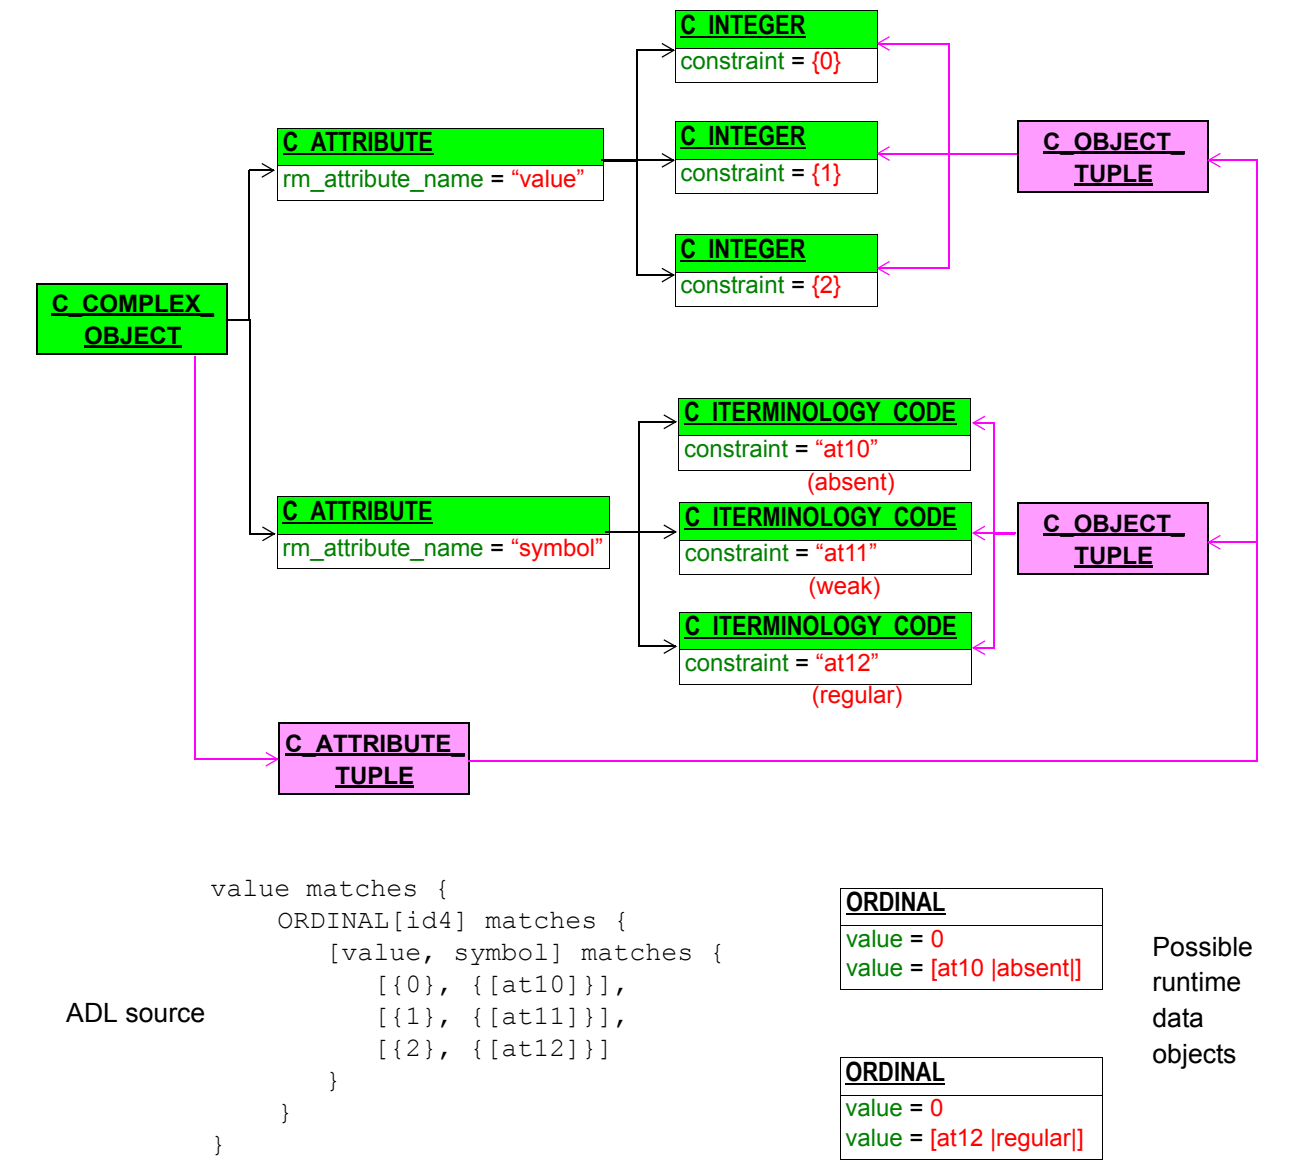 C_INTEGER
constraint = {0}
C_ATTRIBUTE
rm_attribute_name = “value”
C_INTEGER
constraint = {1}
C_OBJECT_
TUPLE
C_INTEGER
constraint = {2}
C_COMPLEX_
OBJECT
C_ITERMINOLOGY_CODE
constraint = “at10”
(absent)
C_ATTRIBUTE
rm_attribute_name = “symbol”
C_ITERMINOLOGY_CODE
constraint = “at11”
(weak)
C_OBJECT_
TUPLE
C_ITERMINOLOGY_CODE
constraint = “at12”
(regular)
C_ATTRIBUTE_
TUPLE
ADL source
value matches {
ORDINAL[id4] matches {
[value, symbol] matches {
[{0}, {[at10]}],
[{1}, {[at11]}],
[{2}, {[at12]}]
}
}
}
ORDINAL
value = 0
value = [at10 |absent|]
ORDINAL
value = 0
value = [at12 |regular|]
Possible
runtime
data
objects